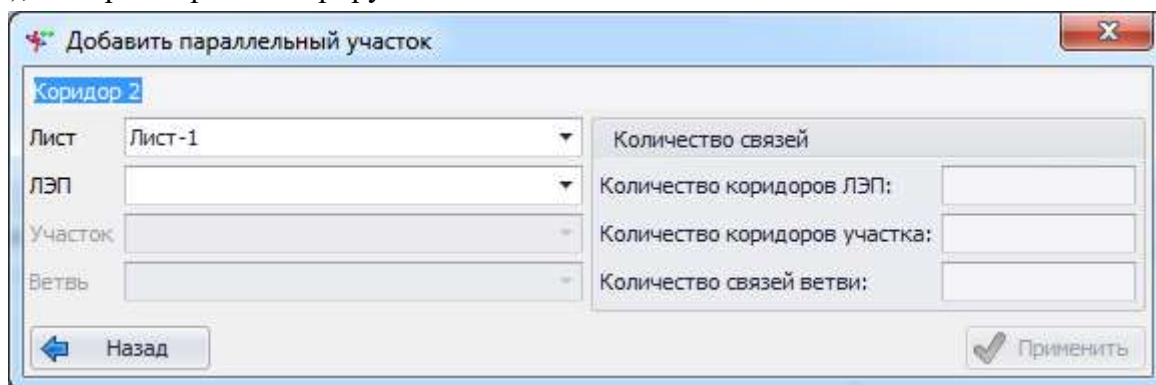 Добавить параллельный участок
Коридор 2
Лист Лист-1
ЛЭП
Участок
Ветвь
Количество связей
Количество коридоров ЛЭП:
Количество коридоров участка:
Количество связей ветви:
Назад
Применить